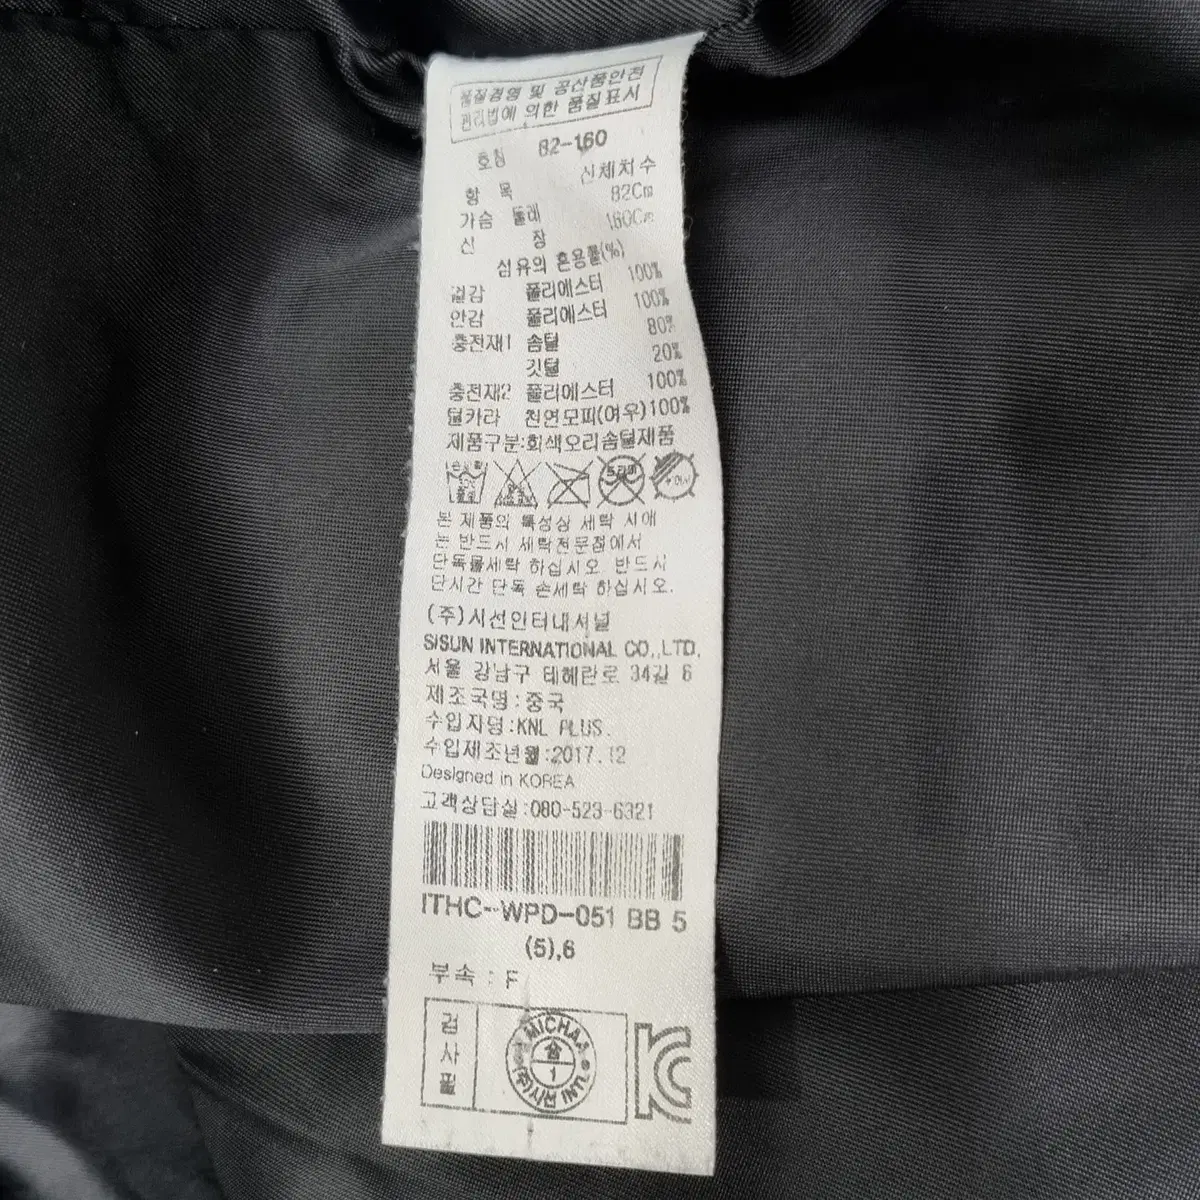 품질경영 및 공산품안전
관리법에 의한 품질표시
호칭 82-160
항 목 신체치수
가슴 둘레 82Cm
신 장 160Cm
섬유의 혼용률(%)
겉감 폴리에스터 100%
안감 폴리에스터 100%
충전재1 솜털 80%
깃털 20%
충전재2 폴리에스터 100%
털카라 천연모피(여우)100%
제품구분:회색오리솜털제품
드라이
본 제품의 특성상 세탁 시에
는 반드시 세탁전문점에서
단독물세탁 하십시오. 반드시
단시간 단독 손세탁 하십시오.
(주)시선인터내셔널
SISUN INTERNATIONAL CO.,LTD.
서울 강남구 테헤란로 34길 6
제조국명:중국
수입자명:KNL PLUS.
수입제조년월:2017.12
Designed in KOREA
고객상담실:080-523-6321
ITHC-WPD-051 BB 5
(5),6
부속 : F
검사필
MICHAA
합
1
(주)시선 INTL
KC